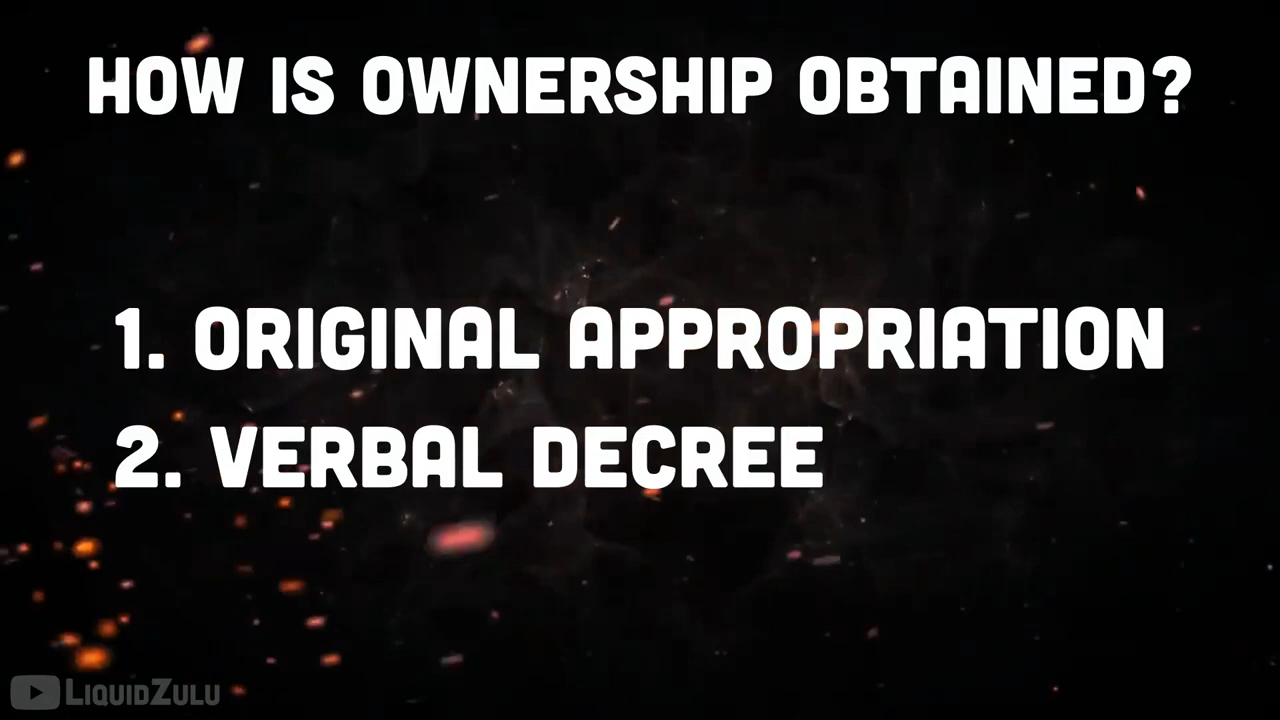 HOW IS OWNERSHIP OBTAINED?
1. ORIGINAL APPROPRIATION
2. VERBAL DECREE
LIQUIDZULU